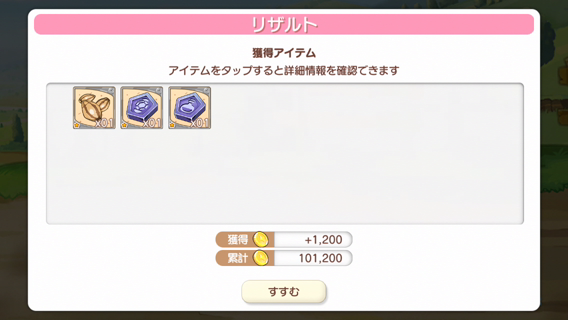 リザルト
獲得アイテム
アイテムをタップすると詳細情報を確認できます
x01 x01 x01
獲得 +1,200
累計 101,200
すすむ